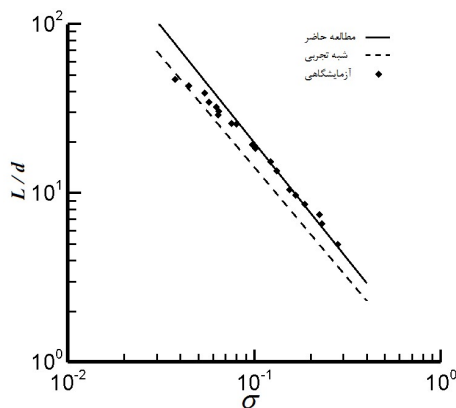 10²
مطالعه حاضر
شبه تجربی
آزمایشگاهی
L/d
10¹
10⁰
10⁻² 10⁻¹ 10⁰
σ